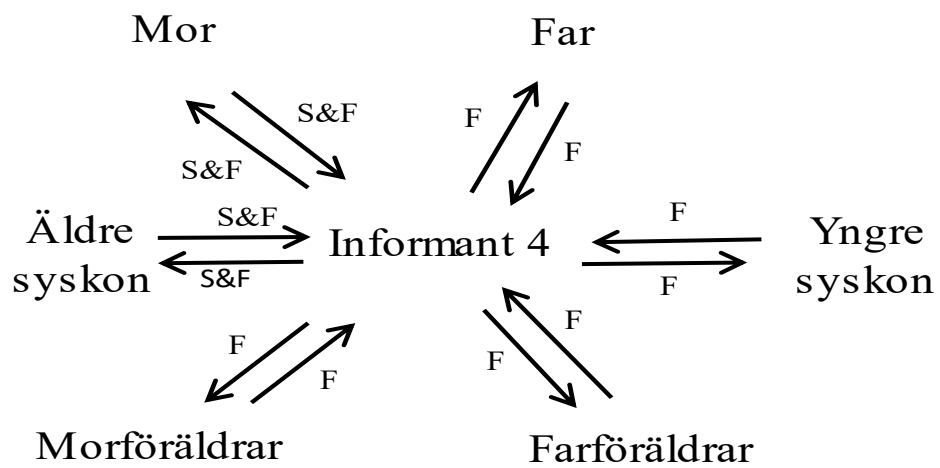 Mor
Far
S&F
F
S&F
F
Äldre
syskon
S&F
Informant 4
S&F
F
F
Yngre
syskon
F
F
F
F
Morföräldrar
Farföräldrar